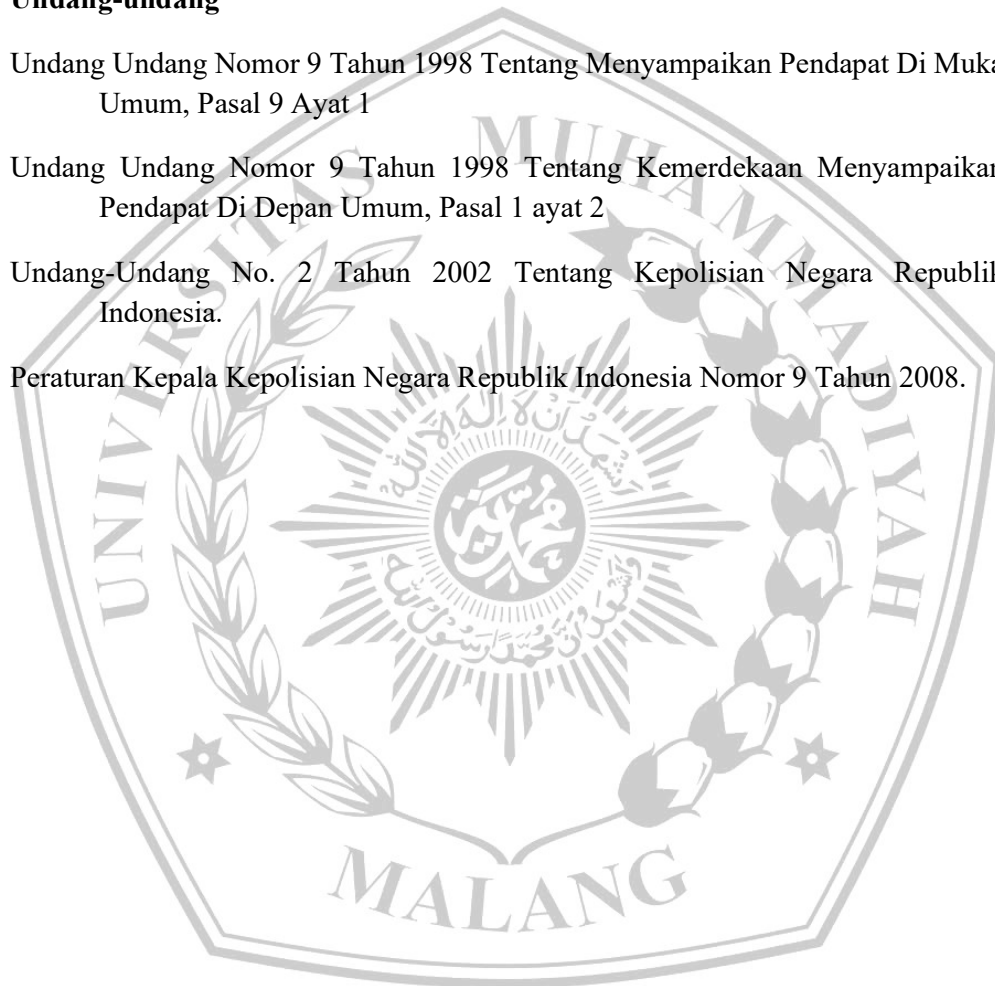 Undang-undang
Undang Undang Nomor 9 Tahun 1998 Tentang Menyampaikan Pendapat Di Muka
Umum, Pasal 9 Ayat 1
Undang Undang Nomor 9 Tahun 1998 Tentang Kemerdekaan Menyampaikan
Pendapat Di Depan Umum, Pasal 1 ayat 2
Undang-Undang No. 2 Tahun 2002 Tentang Kepolisian Negara Republik
Indonesia.
Peraturan Kepala Kepolisian Negara Republik Indonesia Nomor 9 Tahun 2008.
UNIVERSITAS MUHAMMADIYAH
MALANG